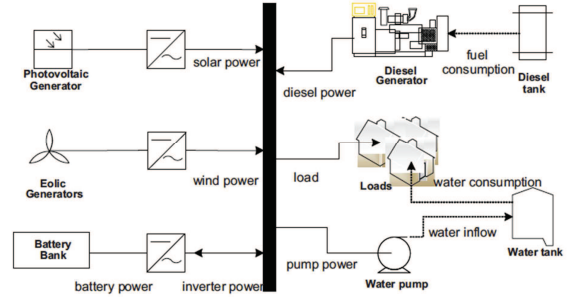 solar power
Photovoltaic
Generator
Diesel
Generator
fuel
consumption
Diesel
tank
diesel power
Eolic
Generators
wind power
load
Loads
water consumption
Battery
Bank
battery power
inverter power
pump power
Water pump
water inflow
Water tank